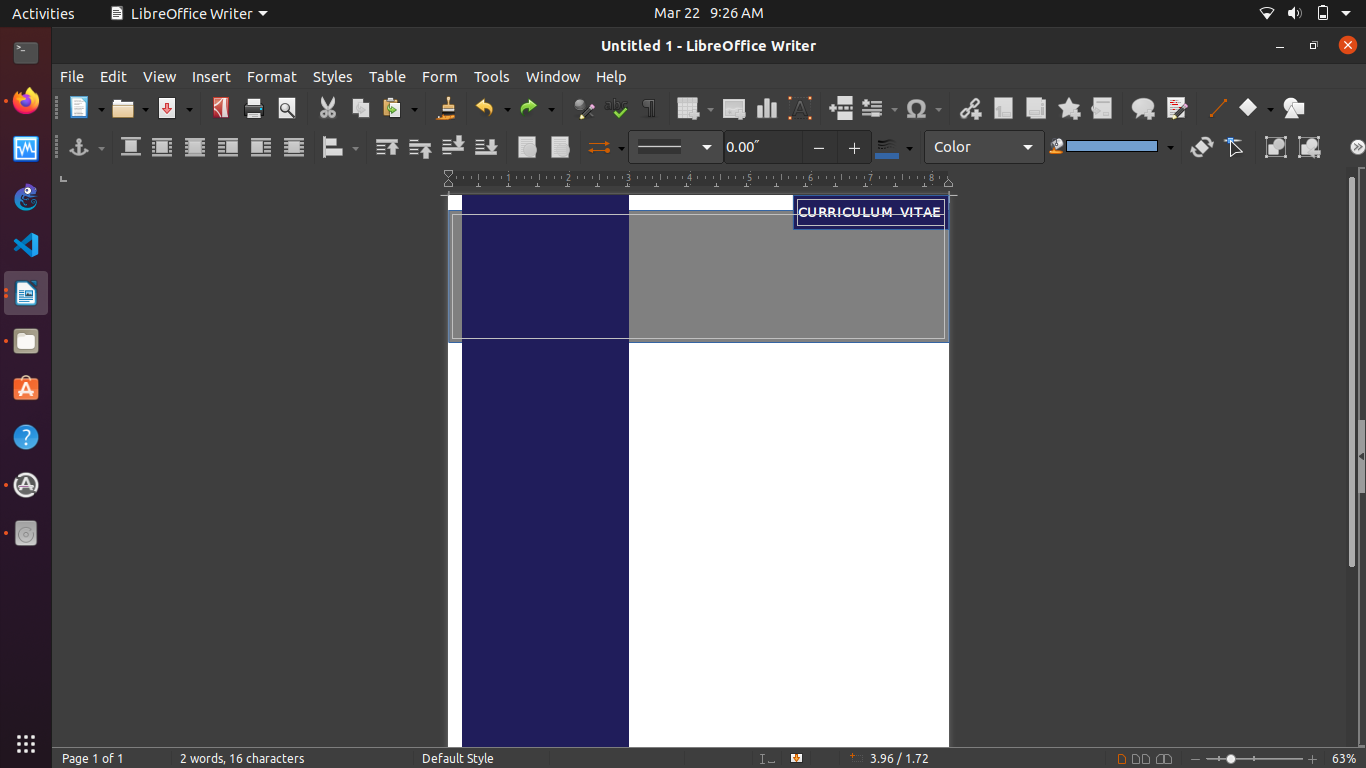 Activities LibreOffice Writer Mar 22 9:26 AM
Untitled 1 - LibreOffice Writer
File Edit View Insert Format Styles Table Form Tools Window Help
0.00″ Color
1 2 3 4 5 6 7 8
CURRICULUM VITAE
Page 1 of 1 2 words, 16 characters Default Style 3.96 / 1.72 63%